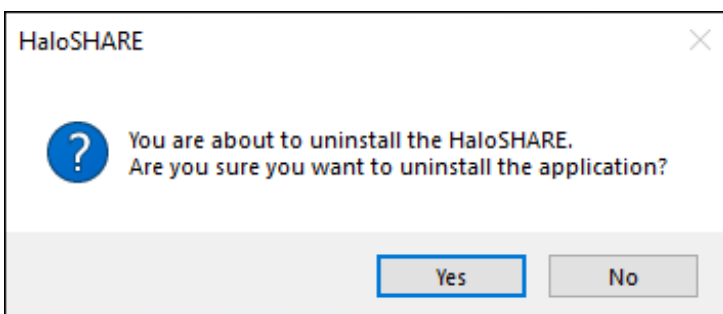 HaloSHARE
You are about to uninstall the HaloSHARE.
Are you sure you want to uninstall the application?
Yes
No